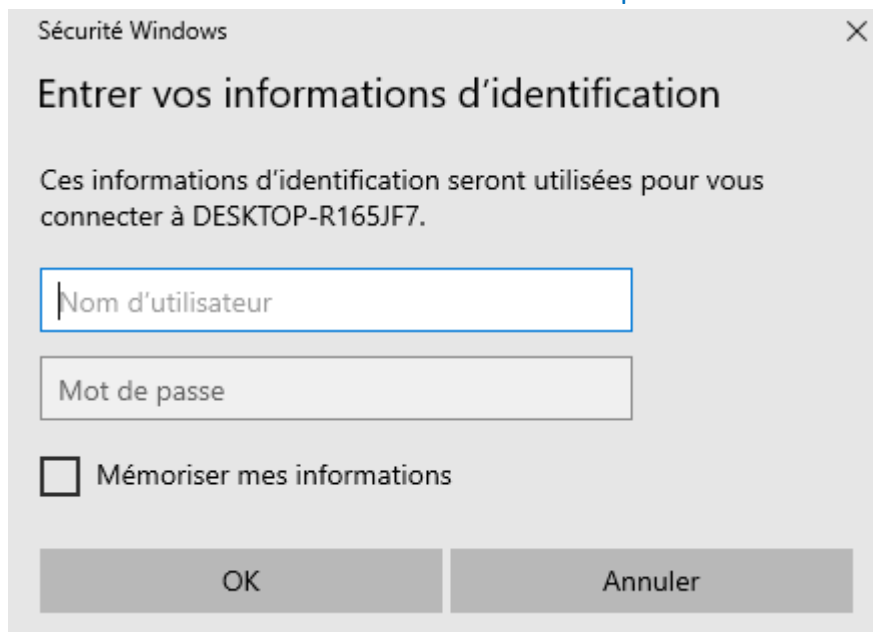 Sécurité Windows
Entrer vos informations d’identification
Ces informations d’identification seront utilisées pour vous
connecter à DESKTOP-R165JF7.
Nom d’utilisateur
Mot de passe
Mémoriser mes informations
OK
Annuler